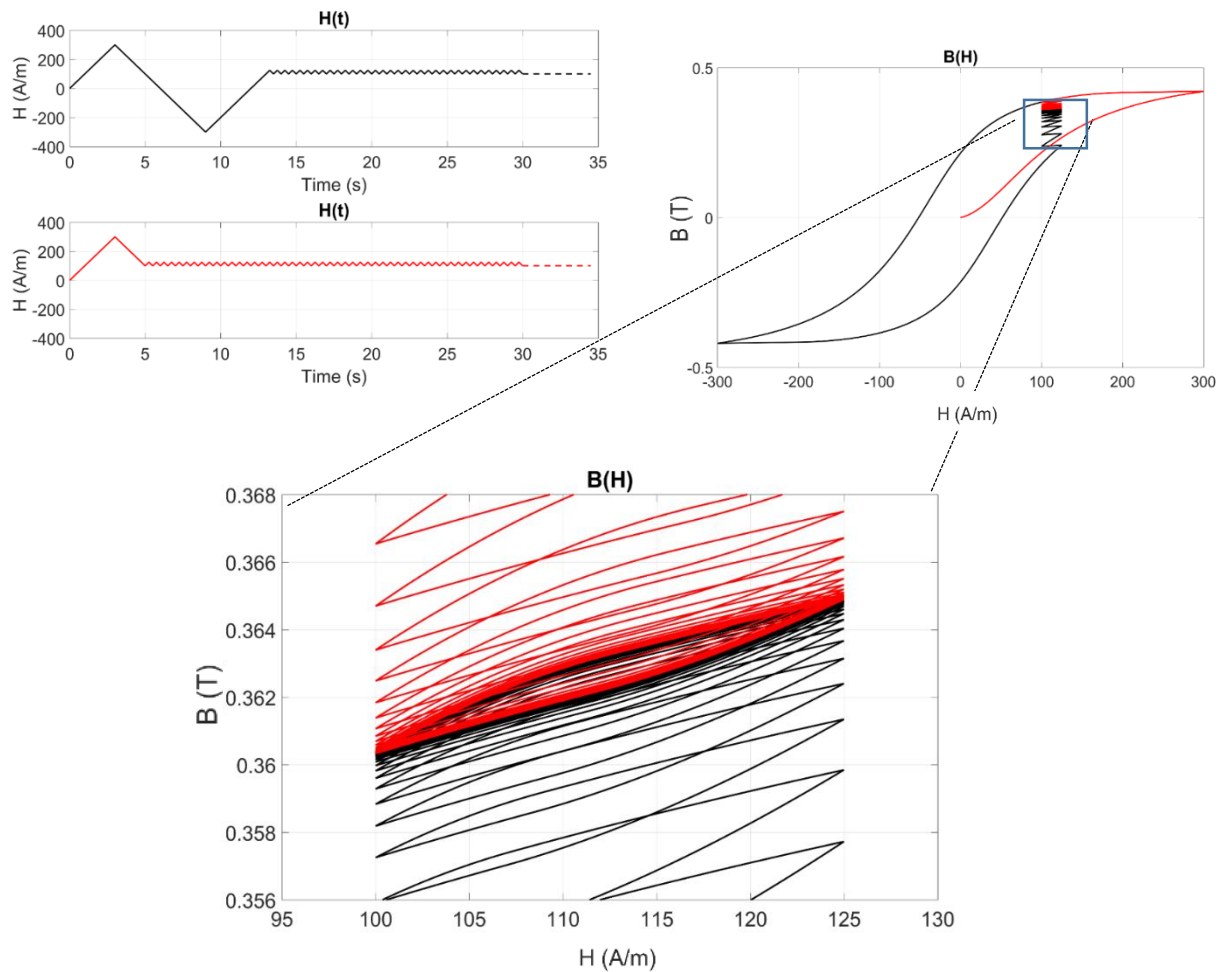 H(t)
H (A/m)
400
200
0
-200
-400
0 5 10 15 20 25 30 35
Time (s)
H(t)
H (A/m)
400
200
0
-200
-400
0 5 10 15 20 25 30 35
Time (s)
B(H)
B (T)
0.5
0
-0.5
-300 -200 -100 0 100 200 300
H (A/m)
B(H)
B (T)
0.368
0.366
0.364
0.362
0.36
0.358
0.356
95 100 105 110 115 120 125 130
H (A/m)